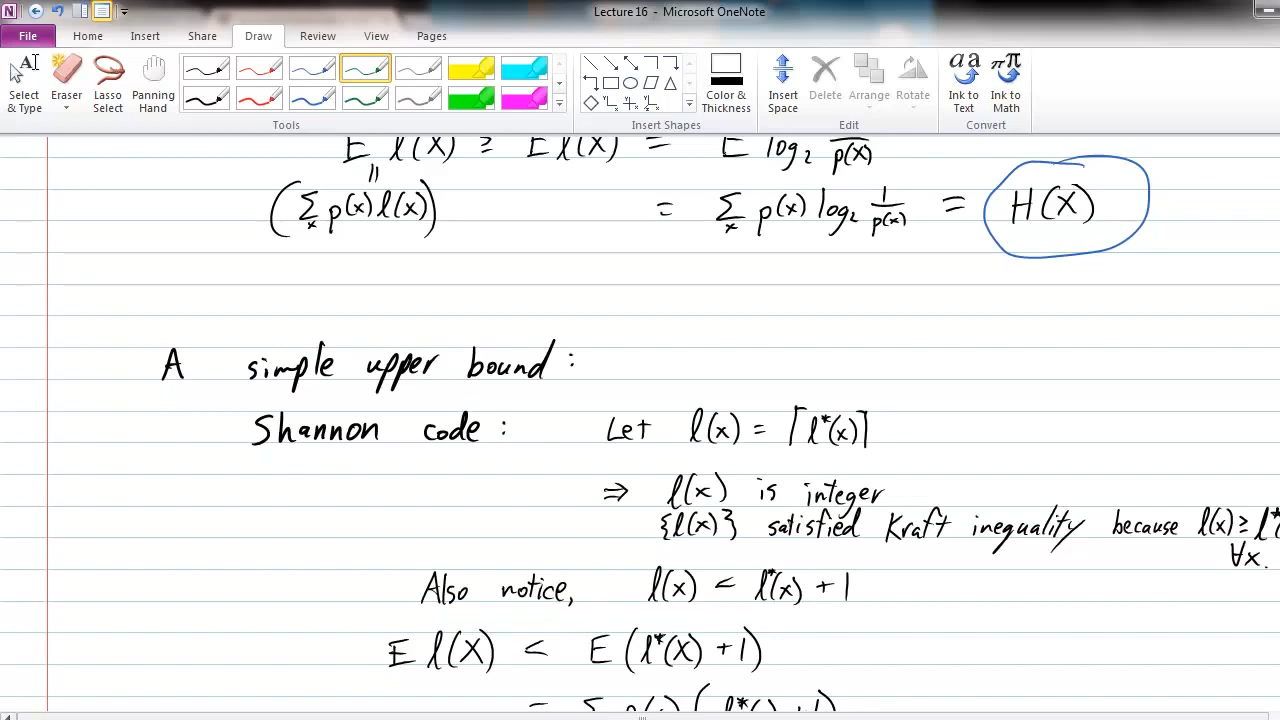 Lecture 16 - Microsoft OneNote
File Home Insert Share Draw Review View Pages
Select & Type Eraser Lasso Select Panning Hand Color & Thickness Insert Space Delete Arrange Rotate Ink to Text Ink to Math
Tools Insert Shapes Edit Convert
E l(X) ≥ E l(X) = E log₂ p(x)
=
(∑ₓ p(x) l(x)) = ∑ₓ p(x) log₂ 1/p(x) = H(X)
A simple upper bound:
Shannon code: Let l(x) = ⌈l*(x)⌉
⇒ l(x) is integer
{l(x)} satisfied Kraft inequality because l(x) ≥ l*
∀x.
Also notice, l(x) < l*(x) + 1
E l(X) < E (l*(X) + 1)